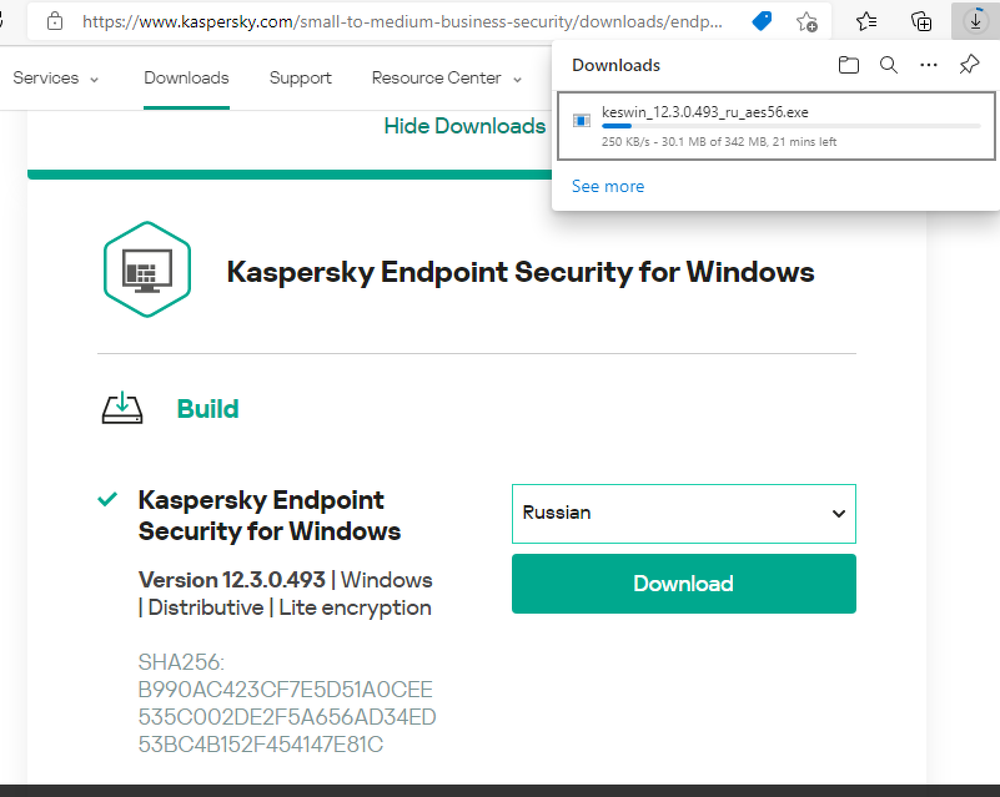 https://www.kaspersky.com/small-to-medium-business-security/downloads/endp...
Downloads
Services
Downloads
Support
Resource Center
keswin_12.3.0.493_ru_aes56.exe
250 KB/s - 30.1 MB of 342 MB, 21 mins left
Hide Downloads
See more
Kaspersky Endpoint Security for Windows
Build
Kaspersky Endpoint
Security for Windows
Russian
Version 12.3.0.493 | Windows
| Distributive | Lite encryption
Download
SHA256:
B990AC423CF7E5D51A0CEE
535C002DE2F5A656AD34ED
53BC4B152F454147E81C